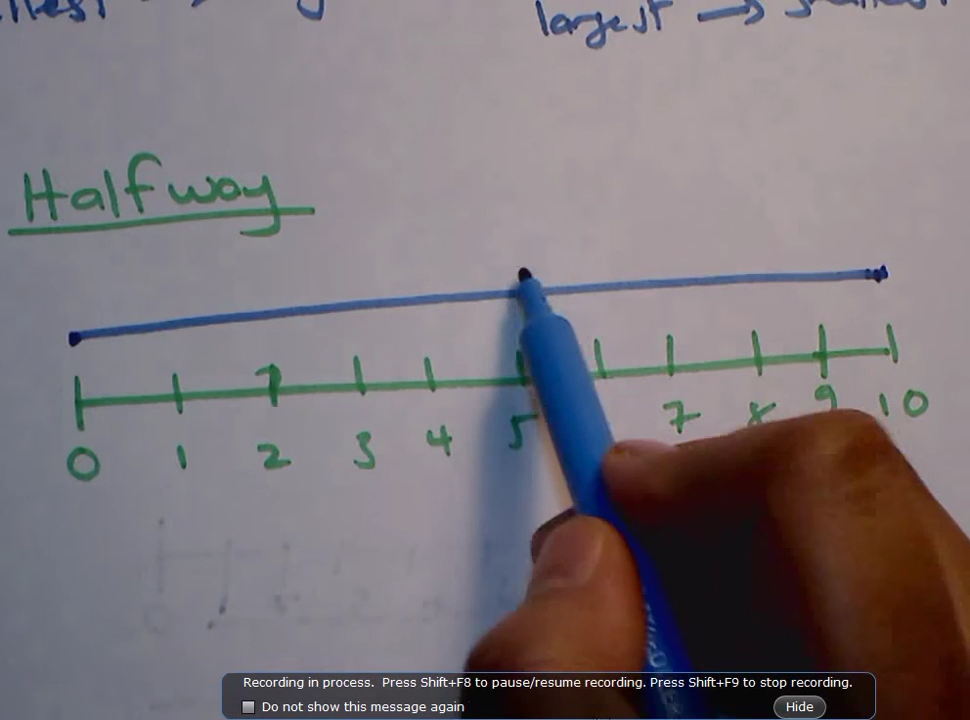 largest → smallest
Halfway
0 1 2 3 4 5 7 8 9 10
Recording in process. Press Shift+F8 to pause/resume recording. Press Shift+F9 to stop recording.
Do not show this message again
Hide